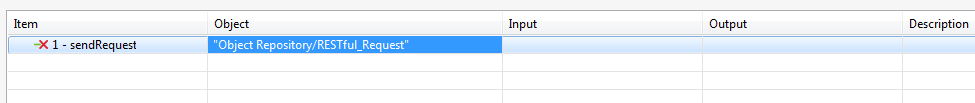 Item Object Input Output Description
1 - sendRequest "Object Repository/RESTful_Request"